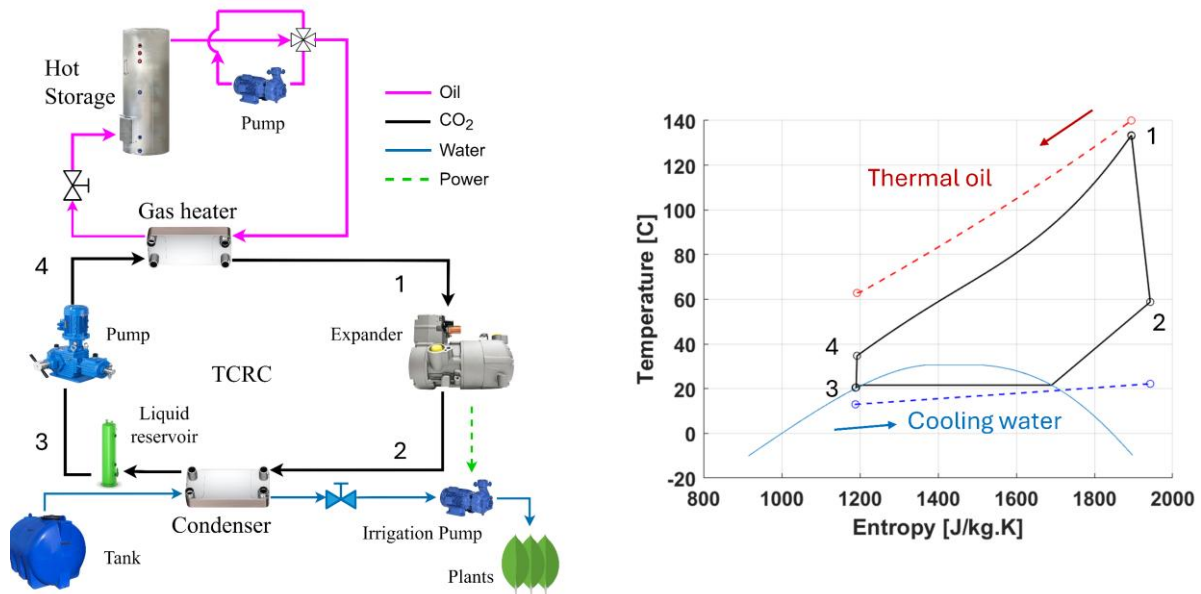 Hot
Storage
Pump
Oil
CO2
Water
Power
Gas heater
4
1
Pump
Expander
TCRC
Liquid
reservoir
3
2
Condenser
Irrigation Pump
Tank
Plants
140
120
100
80
60
40
20
0
-20
Temperature [C]
Thermal oil
1
2
4
3
Cooling water
800
1000
1200
1400
1600
1800
2000
Entropy [J/kg.K]